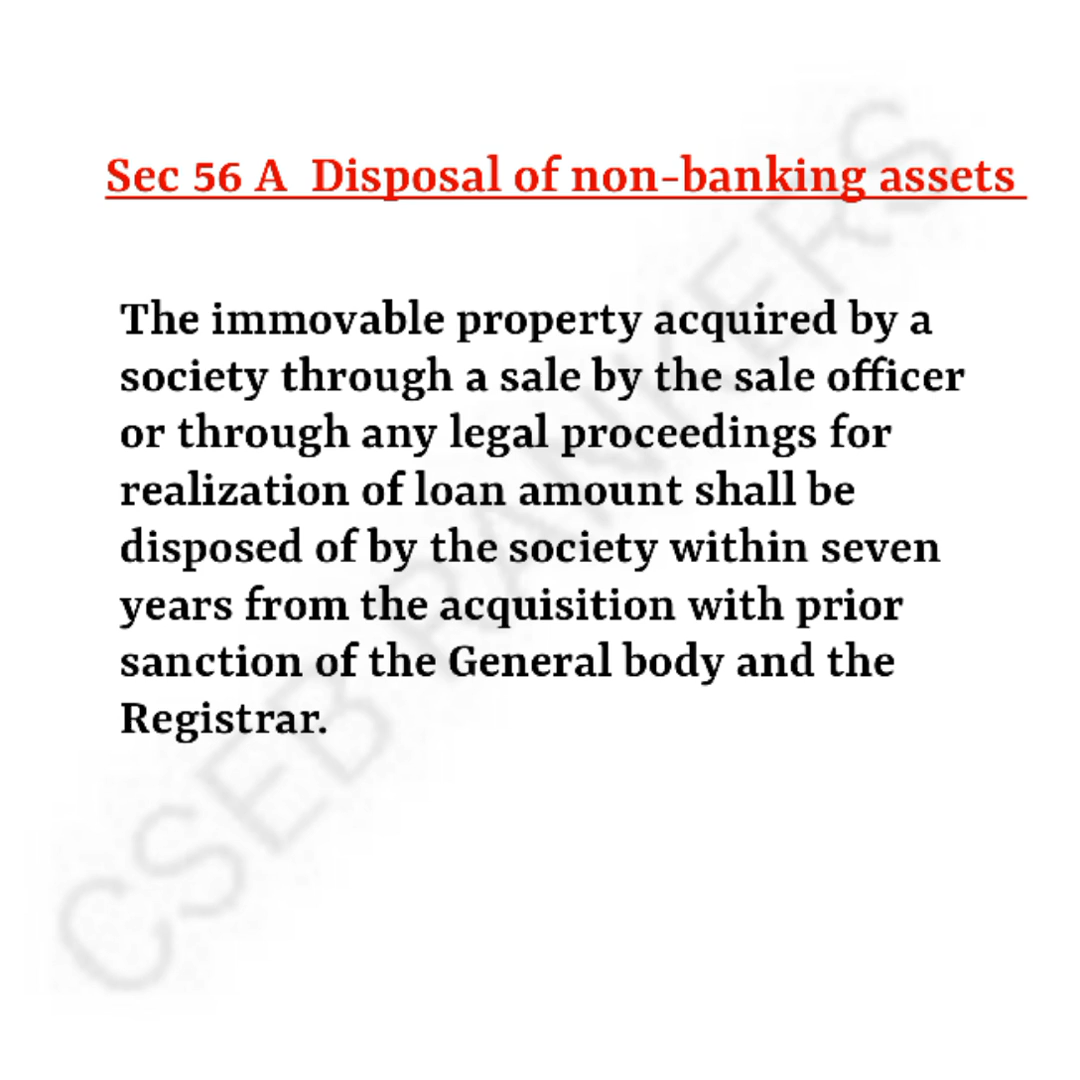 Sec 56 A  Disposal of non-banking assets
The immovable property acquired by a
society through a sale by the sale officer
or through any legal proceedings for
realization of loan amount shall be
disposed of by the society within seven
years from the acquisition with prior
sanction of the General body and the
Registrar.
CSEB RANKERS